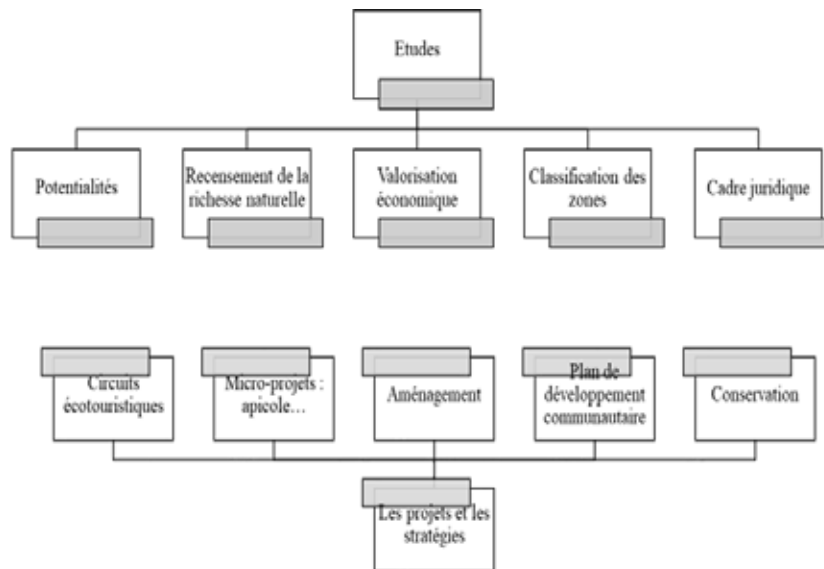 Etudes
Potentialités
Recensement de la
richesse naturelle
Valorisation
économique
Classification des
zones
Cadre juridique
Circuits
écotouristiques
Micro-projets :
apicole…
Aménagement
Plan de
développement
communautaire
Conservation
Les projets et les
stratégies